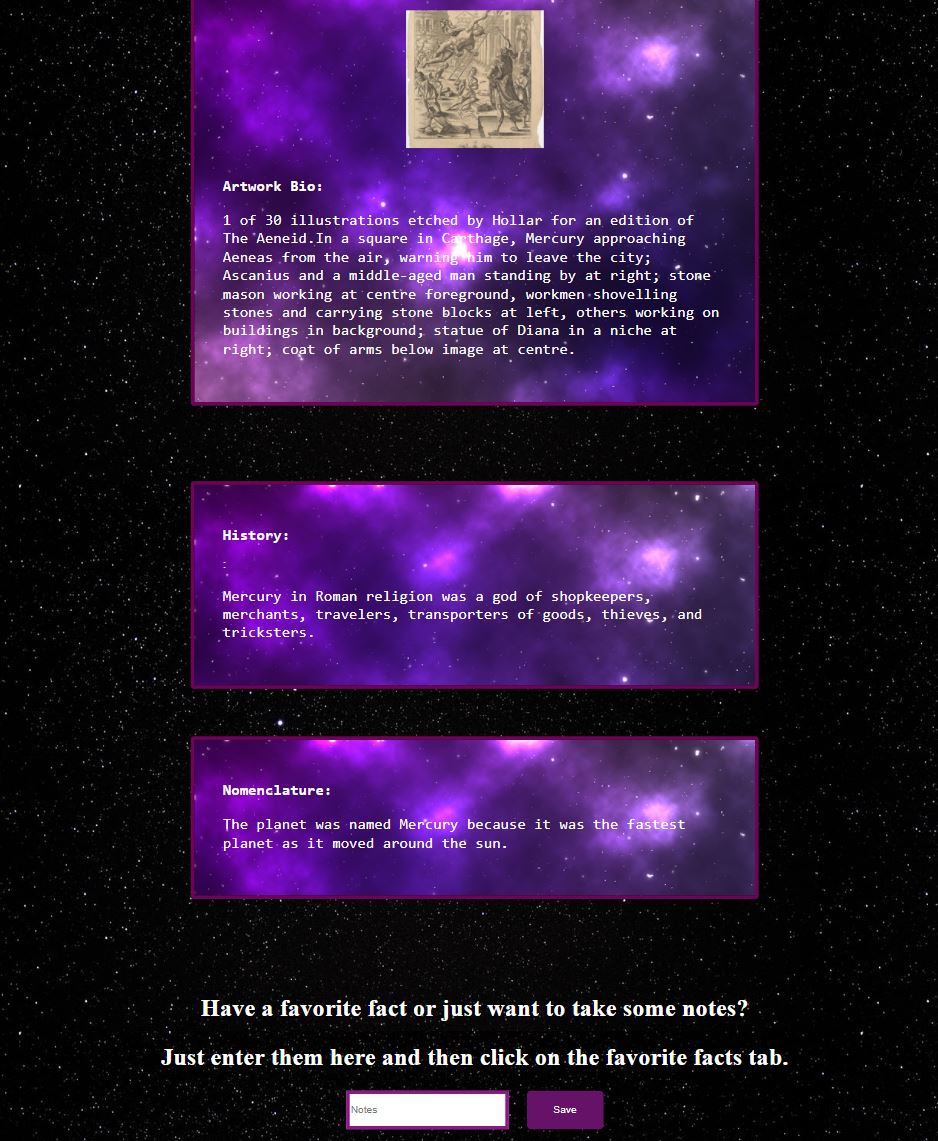 Artwork Bio:
1 of 30 illustrations etched by Hollar for an edition of
The Aeneid.In a square in Carthage, Mercury approaching
Aeneas from the air, warning him to leave the city;
Ascanius and a middle-aged man standing by at right; stone
mason working at centre foreground, workmen shovelling
stones and carrying stone blocks at left, others working on
buildings in background; statue of Diana in a niche at
right; coat of arms below image at centre.
History:
:
Mercury in Roman religion was a god of shopkeepers,
merchants, travelers, transporters of goods, thieves, and
tricksters.
Nomenclature:
The planet was named Mercury because it was the fastest
planet as it moved around the sun.
Have a favorite fact or just want to take some notes?
Just enter them here and then click on the favorite facts tab.
Notes
Save